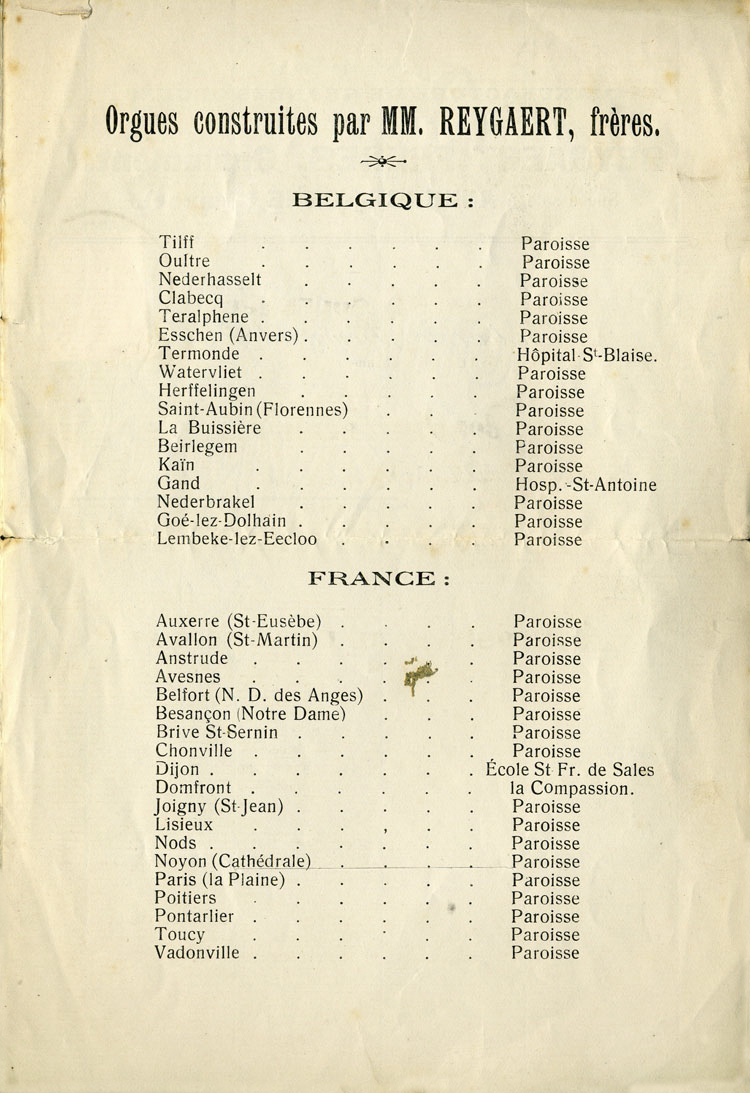 Orgues construites par MM. REYGAERT, frères.
BELGIQUE :
Tilff . . . . . . Paroisse
Oultre . . . . . . Paroisse
Nederhasselt . . . . . Paroisse
Clabecq . . . . . . Paroisse
Teralphene . . . . . . Paroisse
Esschen (Anvers) . . . . . Paroisse
Termonde . . . . . . Hôpital St-Blaise.
Watervliet . . . . . . Paroisse
Herffelingen . . . . . Paroisse
Saint-Aubin (Florennes) . . . Paroisse
La Buissière . . . . . Paroisse
Beirlegem . . . . . Paroisse
Kaïn . . . . . . Paroisse
Gand . . . . . . Hosp.-St-Antoine
Nederbrakel . . . . . Paroisse
Goé-lez-Dolhain . . . . . Paroisse
Lembeke-lez-Eecloo . . . . Paroisse
FRANCE :
Auxerre (St-Eusèbe) . . . . Paroisse
Avallon (St-Martin) . . . . Paroisse
Anstrude . . . . . . Paroisse
Avesnes . . . . . . Paroisse
Belfort (N. D. des Anges) . . . Paroisse
Besançon (Notre Dame) . . . Paroisse
Brive St-Sernin . . . . . Paroisse
Chonville . . . . . . Paroisse
Dijon . . . . . . . École St Fr. de Sales
Domfront . . . . . . la Compassion.
Joigny (St-Jean) . . . . . Paroisse
Lisieux . . . , . . Paroisse
Nods . . . . . . . Paroisse
Noyon (Cathédrale) . . . . Paroisse
Paris (la Plaine) . . . . . Paroisse
Poitiers . . . . . . Paroisse
Pontarlier . . . . . . Paroisse
Toucy . . . . . . Paroisse
Vadonville . . . . . . Paroisse